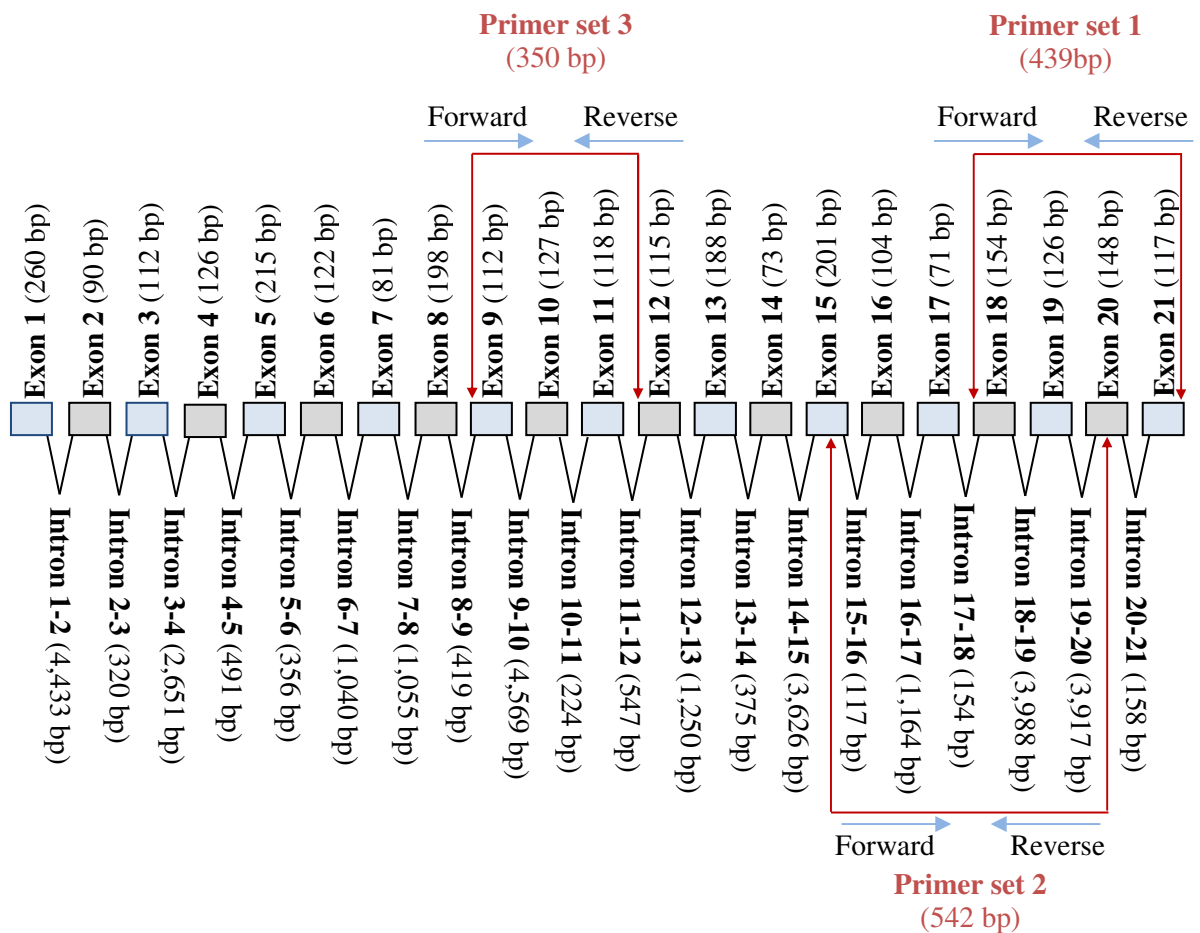 Primer set 3
(350 bp)
Primer set 1
(439bp)
Forward
Reverse
Forward
Reverse
Exon 1 (260 bp)
Exon 2 (90 bp)
Exon 3 (112 bp)
Exon 4 (126 bp)
Exon 5 (215 bp)
Exon 6 (122 bp)
Exon 7 (81 bp)
Exon 8 (198 bp)
Exon 9 (112 bp)
Exon 10 (127 bp)
Exon 11 (118 bp)
Exon 12 (115 bp)
Exon 13 (188 bp)
Exon 14 (73 bp)
Exon 15 (201 bp)
Exon 16 (104 bp)
Exon 17 (71 bp)
Exon 18 (154 bp)
Exon 19 (126 bp)
Exon 20 (148 bp)
Exon 21 (117 bp)
Intron 1-2 (4,433 bp)
Intron 2-3 (320 bp)
Intron 3-4 (2,651 bp)
Intron 4-5 (491 bp)
Intron 5-6 (356 bp)
Intron 6-7 (1,040 bp)
Intron 7-8 (1,055 bp)
Intron 8-9 (419 bp)
Intron 9-10 (4,569 bp)
Intron 10-11 (224 bp)
Intron 11-12 (547 bp)
Intron 12-13 (1,250 bp)
Intron 13-14 (375 bp)
Intron 14-15 (3,626 bp)
Intron 15-16 (117 bp)
Intron 16-17 (1,164 bp)
Intron 17-18 (154 bp)
Intron 18-19 (3,988 bp)
Intron 19-20 (3,917 bp)
Intron 20-21 (158 bp)
Forward
Reverse
Primer set 2
(542 bp)